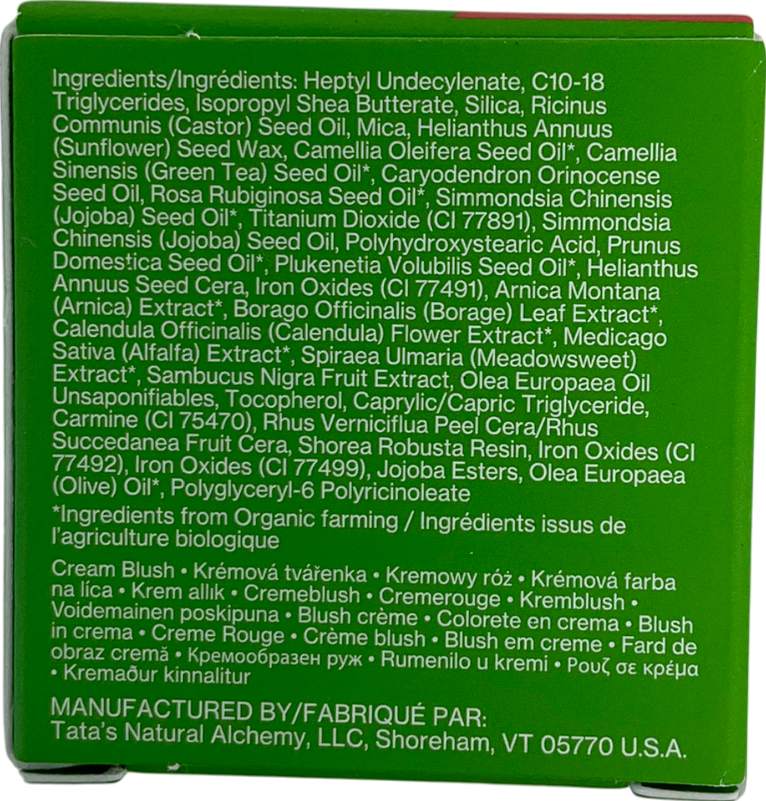 Ingredients/Ingrédients: Heptyl Undecylenate, C10-18
Triglycerides, Isopropyl Shea Butterate, Silica, Ricinus
Communis (Castor) Seed Oil, Mica, Helianthus Annuus
(Sunflower) Seed Wax, Camellia Oleifera Seed Oil*, Camellia
Sinensis (Green Tea) Seed Oil*, Caryodendron Orinocense
Seed Oil, Rosa Rubiginosa Seed Oil*, Simmondsia Chinensis
(Jojoba) Seed Oil*, Titanium Dioxide (CI 77891), Simmondsia
Chinensis (Jojoba) Seed Oil, Polyhydroxystearic Acid, Prunus
Domestica Seed Oil*, Plukenetia Volubilis Seed Oil*, Helianthus
Annuus Seed Cera, Iron Oxides (CI 77491), Arnica Montana
(Arnica) Extract*, Borago Officinalis (Borage) Leaf Extract*,
Calendula Officinalis (Calendula) Flower Extract*, Medicago
Sativa (Alfalfa) Extract*, Spiraea Ulmaria (Meadowsweet)
Extract*, Sambucus Nigra Fruit Extract, Olea Europaea Oil
Unsaponifiables, Tocopherol, Caprylic/Capric Triglyceride,
Carmine (CI 75470), Rhus Verniciflua Peel Cera/Rhus
Succedanea Fruit Cera, Shorea Robusta Resin, Iron Oxides (CI
77492), Iron Oxides (CI 77499), Jojoba Esters, Olea Europaea
(Olive) Oil*, Polyglyceryl-6 Polyricinoleate
*Ingredients from Organic farming / Ingrédients issus de
l'agriculture biologique
Cream Blush • Krémová tvářenka • Kremowy róż • Krémová farba
na líca • Krem allık • Cremeblush • Cremerouge • Kremblush •
Voidemainen poskipuna • Blush crème • Colorete en crema • Blush
in crema • Creme Rouge • Crème blush • Blush em creme • Fard de
obraz cremă • Кремообразен руж • Rumenilo u kremi • Ρουζ σε κρέμα
• Kremaður kinnalitur
MANUFACTURED BY/FABRIQUÉ PAR:
Tata's Natural Alchemy, LLC, Shoreham, VT 05770 U.S.A.